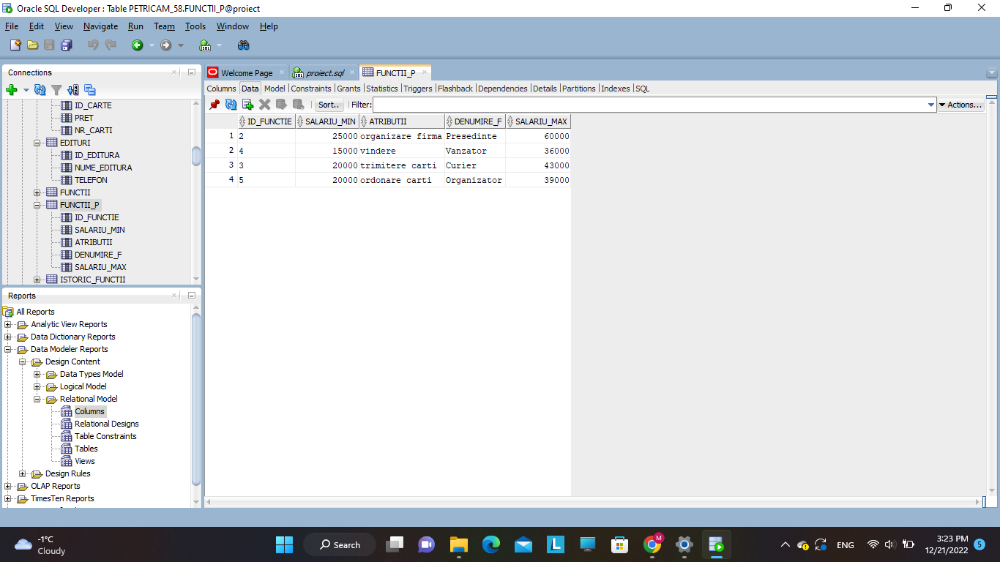 Oracle SQL Developer : Table PETRICAM_58.FUNCTII_P@proiect
File Edit View Navigate Run Team Tools Window Help
Connections
ID_CARTE
PRET
NR_CARTI
EDITURI
ID_EDITURA
NUME_EDITURA
TELEFON
FUNCTII
FUNCTII_P
ID_FUNCTIE
SALARIU_MIN
ATRIBUTII
DENUMIRE_F
SALARIU_MAX
ISTORIC_FUNCTII
Reports
All Reports
Analytic View Reports
Data Dictionary Reports
Data Modeler Reports
Design Content
Data Types Model
Logical Model
Relational Model
Columns
Relational Designs
Table Constraints
Tables
Views
Design Rules
OLAP Reports
TimesTen Reports
Welcome Page proiect.sql FUNCTII_P
Columns Data Model Constraints Grants Statistics Triggers Flashback Dependencies Details Partitions Indexes SQL
Sort.. Filter: Actions...
ID_FUNCTIE SALARIU_MIN ATRIBUTII DENUMIRE_F SALARIU_MAX
1 2 25000 organizare firma Presedinte 60000
2 4 15000 vindere Vanzator 36000
3 3 20000 trimitere carti Curier 43000
4 5 20000 ordonare carti Organizator 39000
-1°C
Cloudy
Search
L
M
ENG
3:23 PM
12/21/2022
5